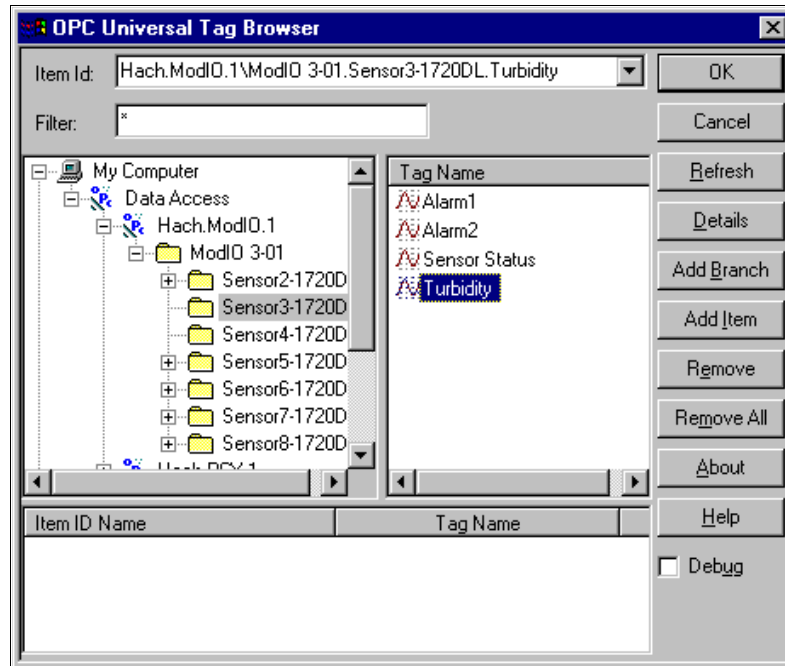 OPC Universal Tag Browser
Item Id: Hach.ModIO.1\ModIO 3-01.Sensor3-1720DL.Turbidity
OK
Filter: *
Cancel
My Computer
Data Access
Hach.ModIO.1
ModIO 3-01
Sensor2-1720D
Sensor3-1720D
Sensor4-1720D
Sensor5-1720D
Sensor6-1720D
Sensor7-1720D
Sensor8-1720D
Tag Name
Alarm1
Alarm2
Sensor Status
Turbidity
Refresh
Details
Add Branch
Add Item
Remove
Remove All
About
Help
Debug
Item ID Name Tag Name